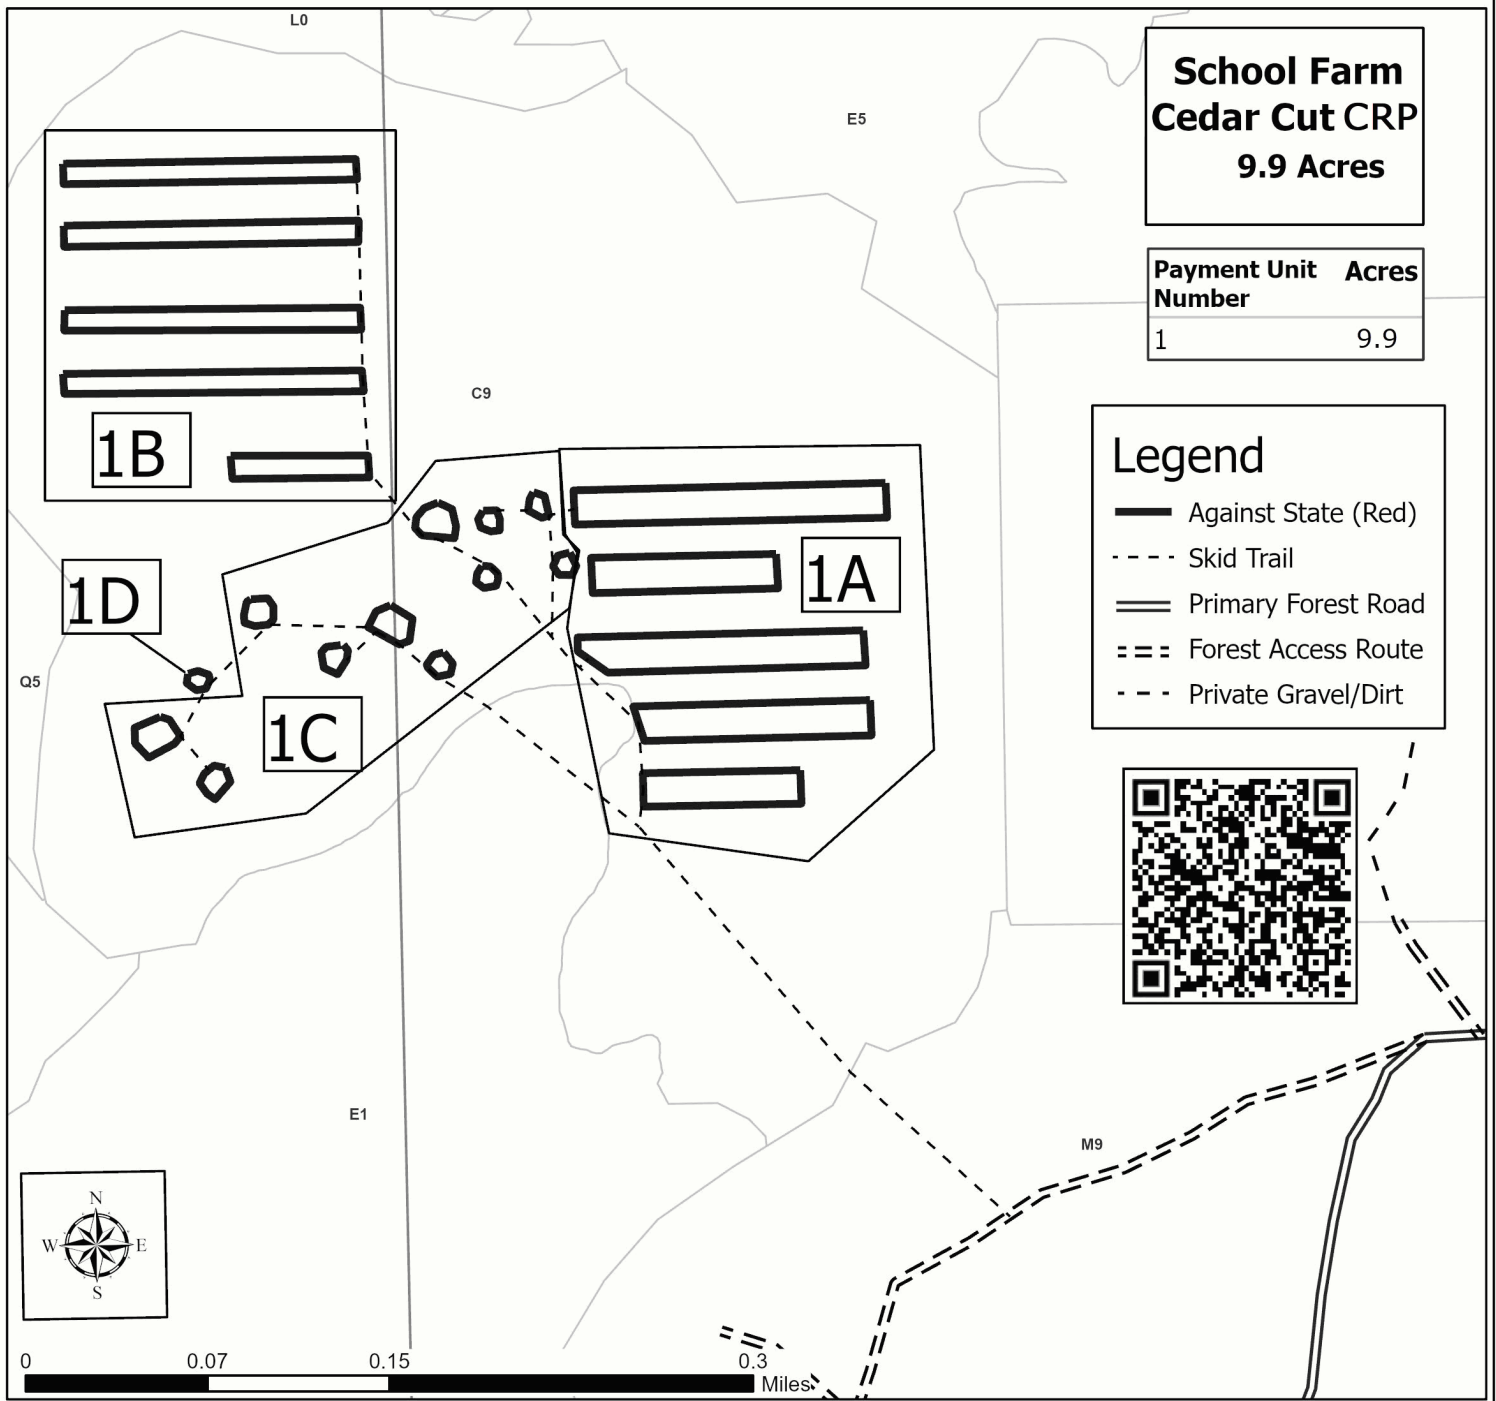 L0
School Farm
Cedar Cut CRP
9.9 Acres
E5
Payment Unit Number Acres
1 9.9
C9
1B
Legend
Against State (Red)
Skid Trail
Primary Forest Road
Forest Access Route
Private Gravel/Dirt
1A
1D
Q5
1C
E1
M9
N
W E
S
0 0.07 0.15 0.3
Miles